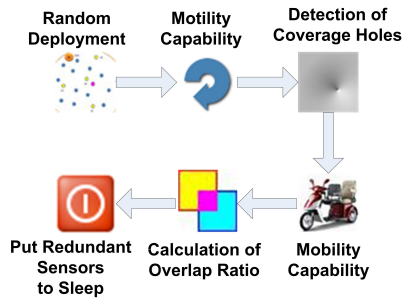 Random
Deployment
Motility
Capability
Detection of
Coverage Holes
Mobility
Capability
Calculation of
Overlap Ratio
Put Redundant
Sensors
to Sleep